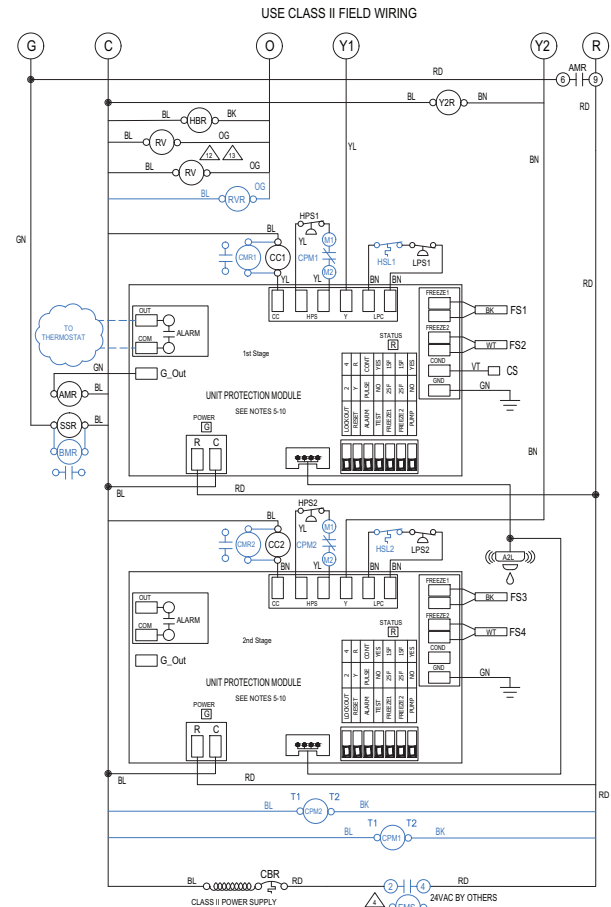 USE CLASS II FIELD WIRING
G C O Y1 Y2 R
RD
AMR
6 9
BL Y2R BN
RD
BL HBR BK
BL RV OG
12 13
BL RV OG
BL RVR OG
YL
BN
GN
RD
BL HPS1
YL M1
CMR1 CC1 CPM1 HSL1 LPS1
M2
YL YL BN BN
CC HPS Y LPC
TO THERMOSTAT
OUT
COM
ALARM
1st Stage
G_Out
GN
STATUS
R
FREEZE1
BK FS1
FREEZE2
WT FS2
COND
VT CS
GND
GN
AMR BL
SSR BL
BMR
UNIT PROTECTION MODULE
SEE NOTES 5-10
POWER
G
R C
4 R CONT YES 15F 15F YES
2 Y PULSE NO 25F 25F NO
LOCKOUT RESET ALARM TEST FREEZE1 FREEZE2 PUMP
BN
BL RD
HPS2
BL YL M1
CMR2 CC2 CPM2 HSL2 LPS2
M2
BN YL BN BN
A2L
CC HPS Y LPC
OUT
COM
ALARM
2nd Stage
G_Out
STATUS
R
FREEZE1
BK FS3
FREEZE2
WT FS4
COND
GND
GN
UNIT PROTECTION MODULE
SEE NOTES 5-10
POWER
G
R C
4 R CONT YES 15F 15F YES
2 Y PULSE NO 25F 25F NO
LOCKOUT RESET ALARM TEST FREEZE1 FREEZE2 PUMP
BL RD
RD
BL T1 CPM2 T2 BK
BL T1 CPM1 T2 BK
BL CBR RD 2 4 RD
CLASS II POWER SUPPLY
4
24VAC BY OTHERS
EMS